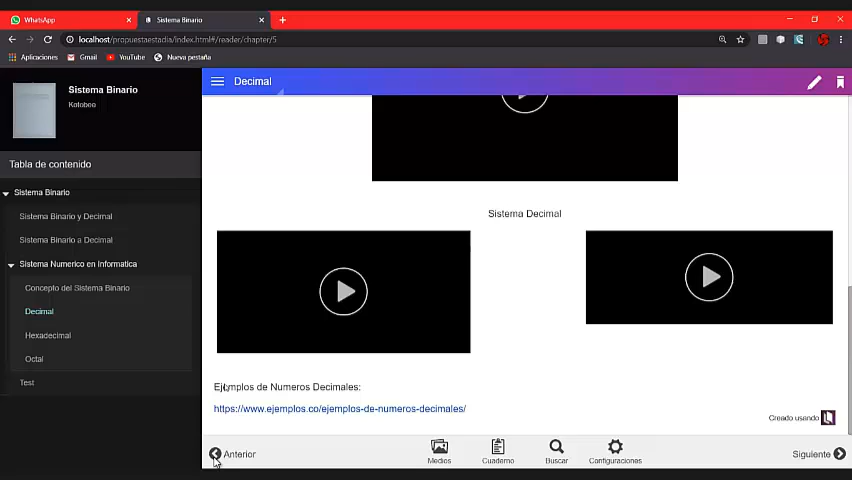 WhatsApp
Sistema Binario
localhost/propuestaestadia/index.html#/reader/chapter/5
Aplicaciones
Gmail
YouTube
Nueva pestaña
Sistema Binario
Kotobee
Decimal
Tabla de contenido
Sistema Binario
Sistema Binario y Decimal
Sistema Binario a Decimal
Sistema Numerico en Informatica
Concepto del Sistema Binario
Decimal
Hexadecimal
Octal
Test
Sistema Decimal
Ejemplos de Numeros Decimales:
https://www.ejemplos.co/ejemplos-de-numeros-decimales/
Creado usando
Anterior
Medios
Cuaderno
Buscar
Configuraciones
Siguiente